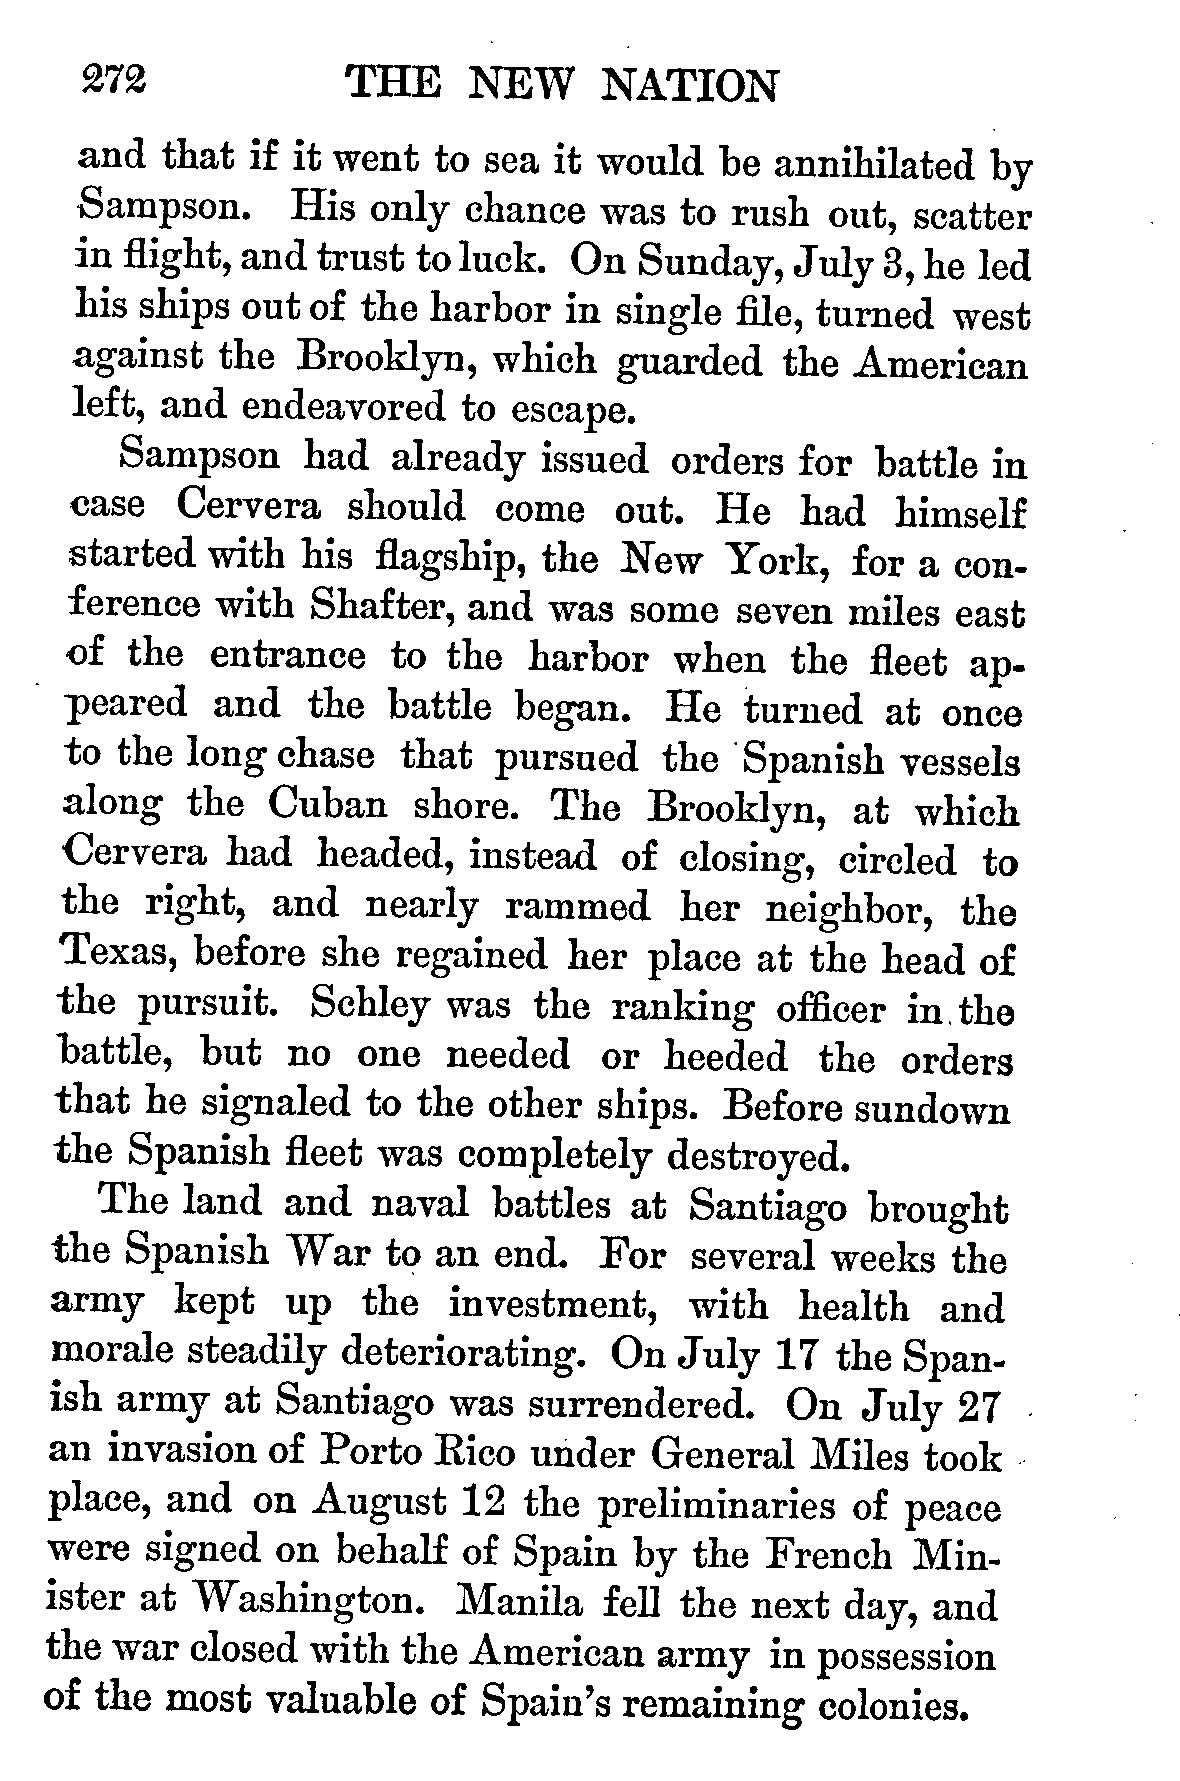 272 THE NEW NATION
and that if it went to sea it would be annihilated by
Sampson. His only chance was to rush out, scatter
in flight, and trust to luck. On Sunday, July 3, he led
his ships out of the harbor in single file, turned west
against the Brooklyn, which guarded the American
left, and endeavored to escape.
Sampson had already issued orders for battle in
case Cervera should come out. He had himself
started with his flagship, the New York, for a con-
ference with Shafter, and was some seven miles east
of the entrance to the harbor when the fleet ap-
peared and the battle began. He turned at once
to the long chase that pursued the Spanish vessels
along the Cuban shore. The Brooklyn, at which
Cervera had headed, instead of closing, circled to
the right, and nearly rammed her neighbor, the
Texas, before she regained her place at the head of
the pursuit. Schley was the ranking officer in the
battle, but no one needed or heeded the orders
that he signaled to the other ships. Before sundown
the Spanish fleet was completely destroyed.
The land and naval battles at Santiago brought
the Spanish War to an end. For several weeks the
army kept up the investment, with health and
morale steadily deteriorating. On July 17 the Span-
ish army at Santiago was surrendered. On July 27
an invasion of Porto Rico under General Miles took
place, and on August 12 the preliminaries of peace
were signed on behalf of Spain by the French Min-
ister at Washington. Manila fell the next day, and
the war closed with the American army in possession
of the most valuable of Spain's remaining colonies.